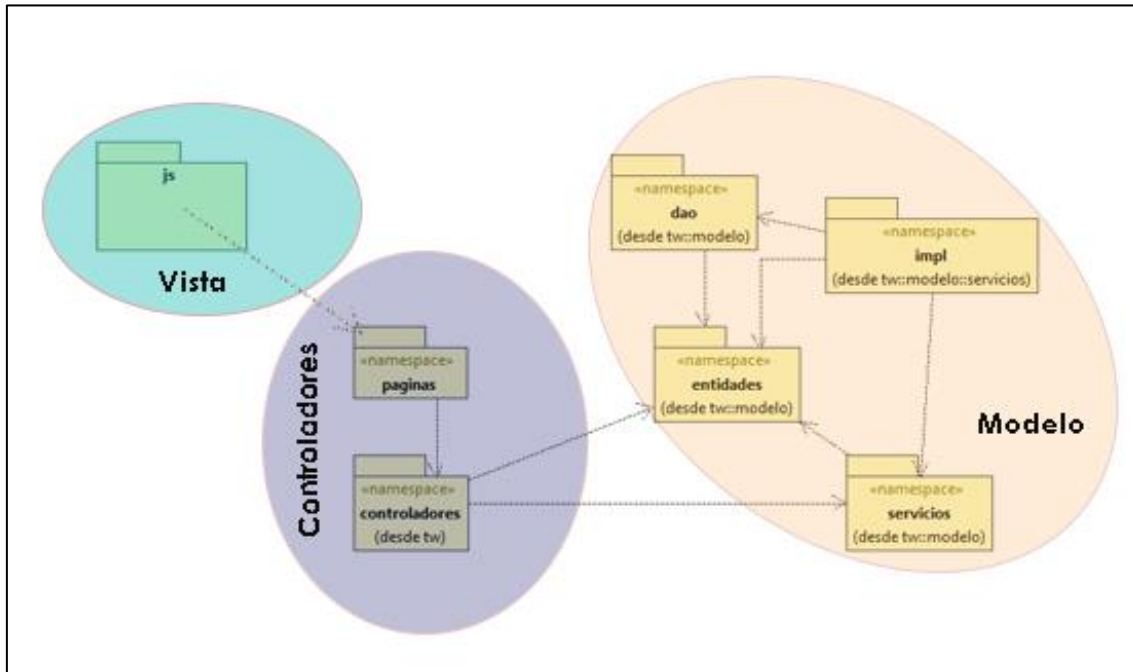 js
Vista
Controladores
«namespace»
paginas
«namespace»
controladores
(desde tw)
«namespace»
dao
(desde tw::modelo)
«namespace»
impl
(desde tw::modelo::servicios)
«namespace»
entidades
(desde tw::modelo)
Modelo
«namespace»
servicios
(desde tw::modelo)